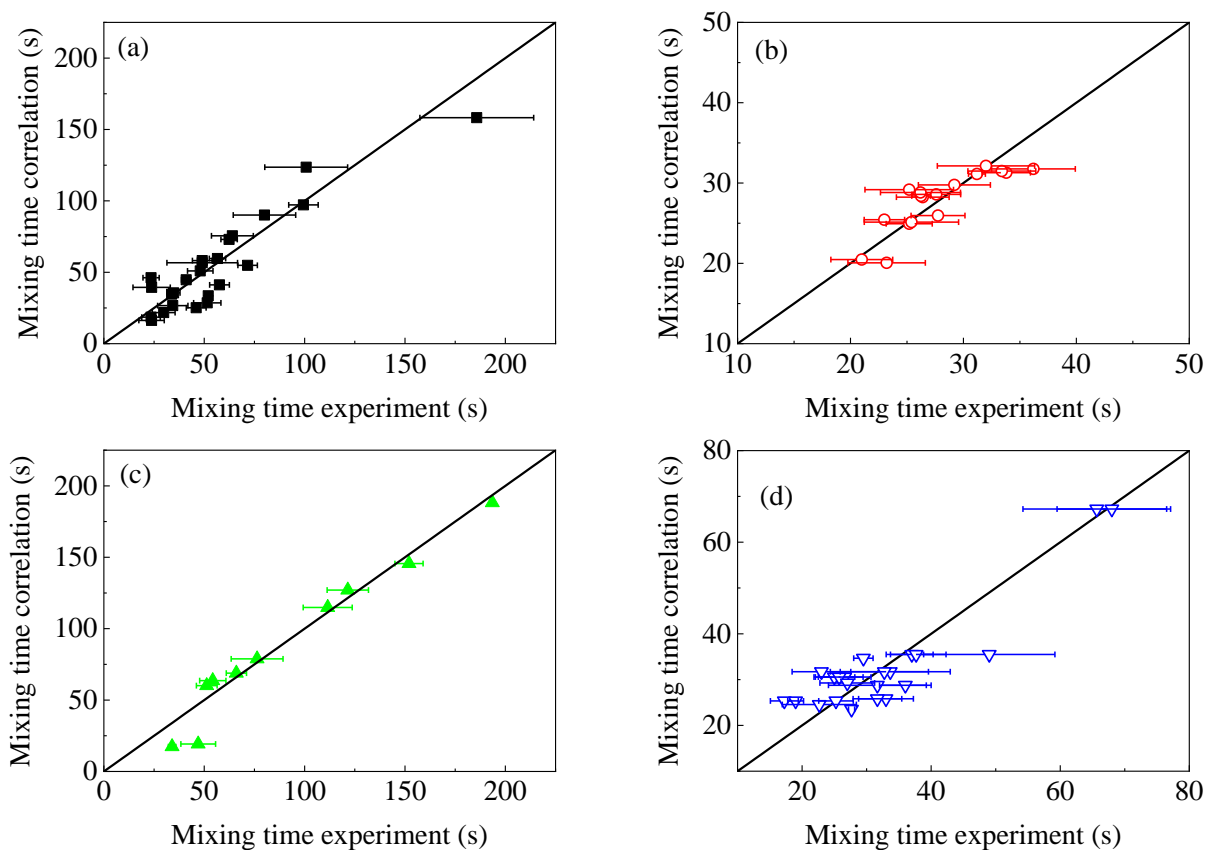 (a)
Mixing time correlation (s)
200
150
100
50
0
0 50 100 150 200
Mixing time experiment (s)
(b)
Mixing time correlation (s)
50
40
30
20
10
10 20 30 40 50
Mixing time experiment (s)
(c)
Mixing time correlation (s)
200
150
100
50
0
0 50 100 150 200
Mixing time experiment (s)
(d)
Mixing time correlation (s)
80
60
40
20
20 40 60 80
Mixing time experiment (s)